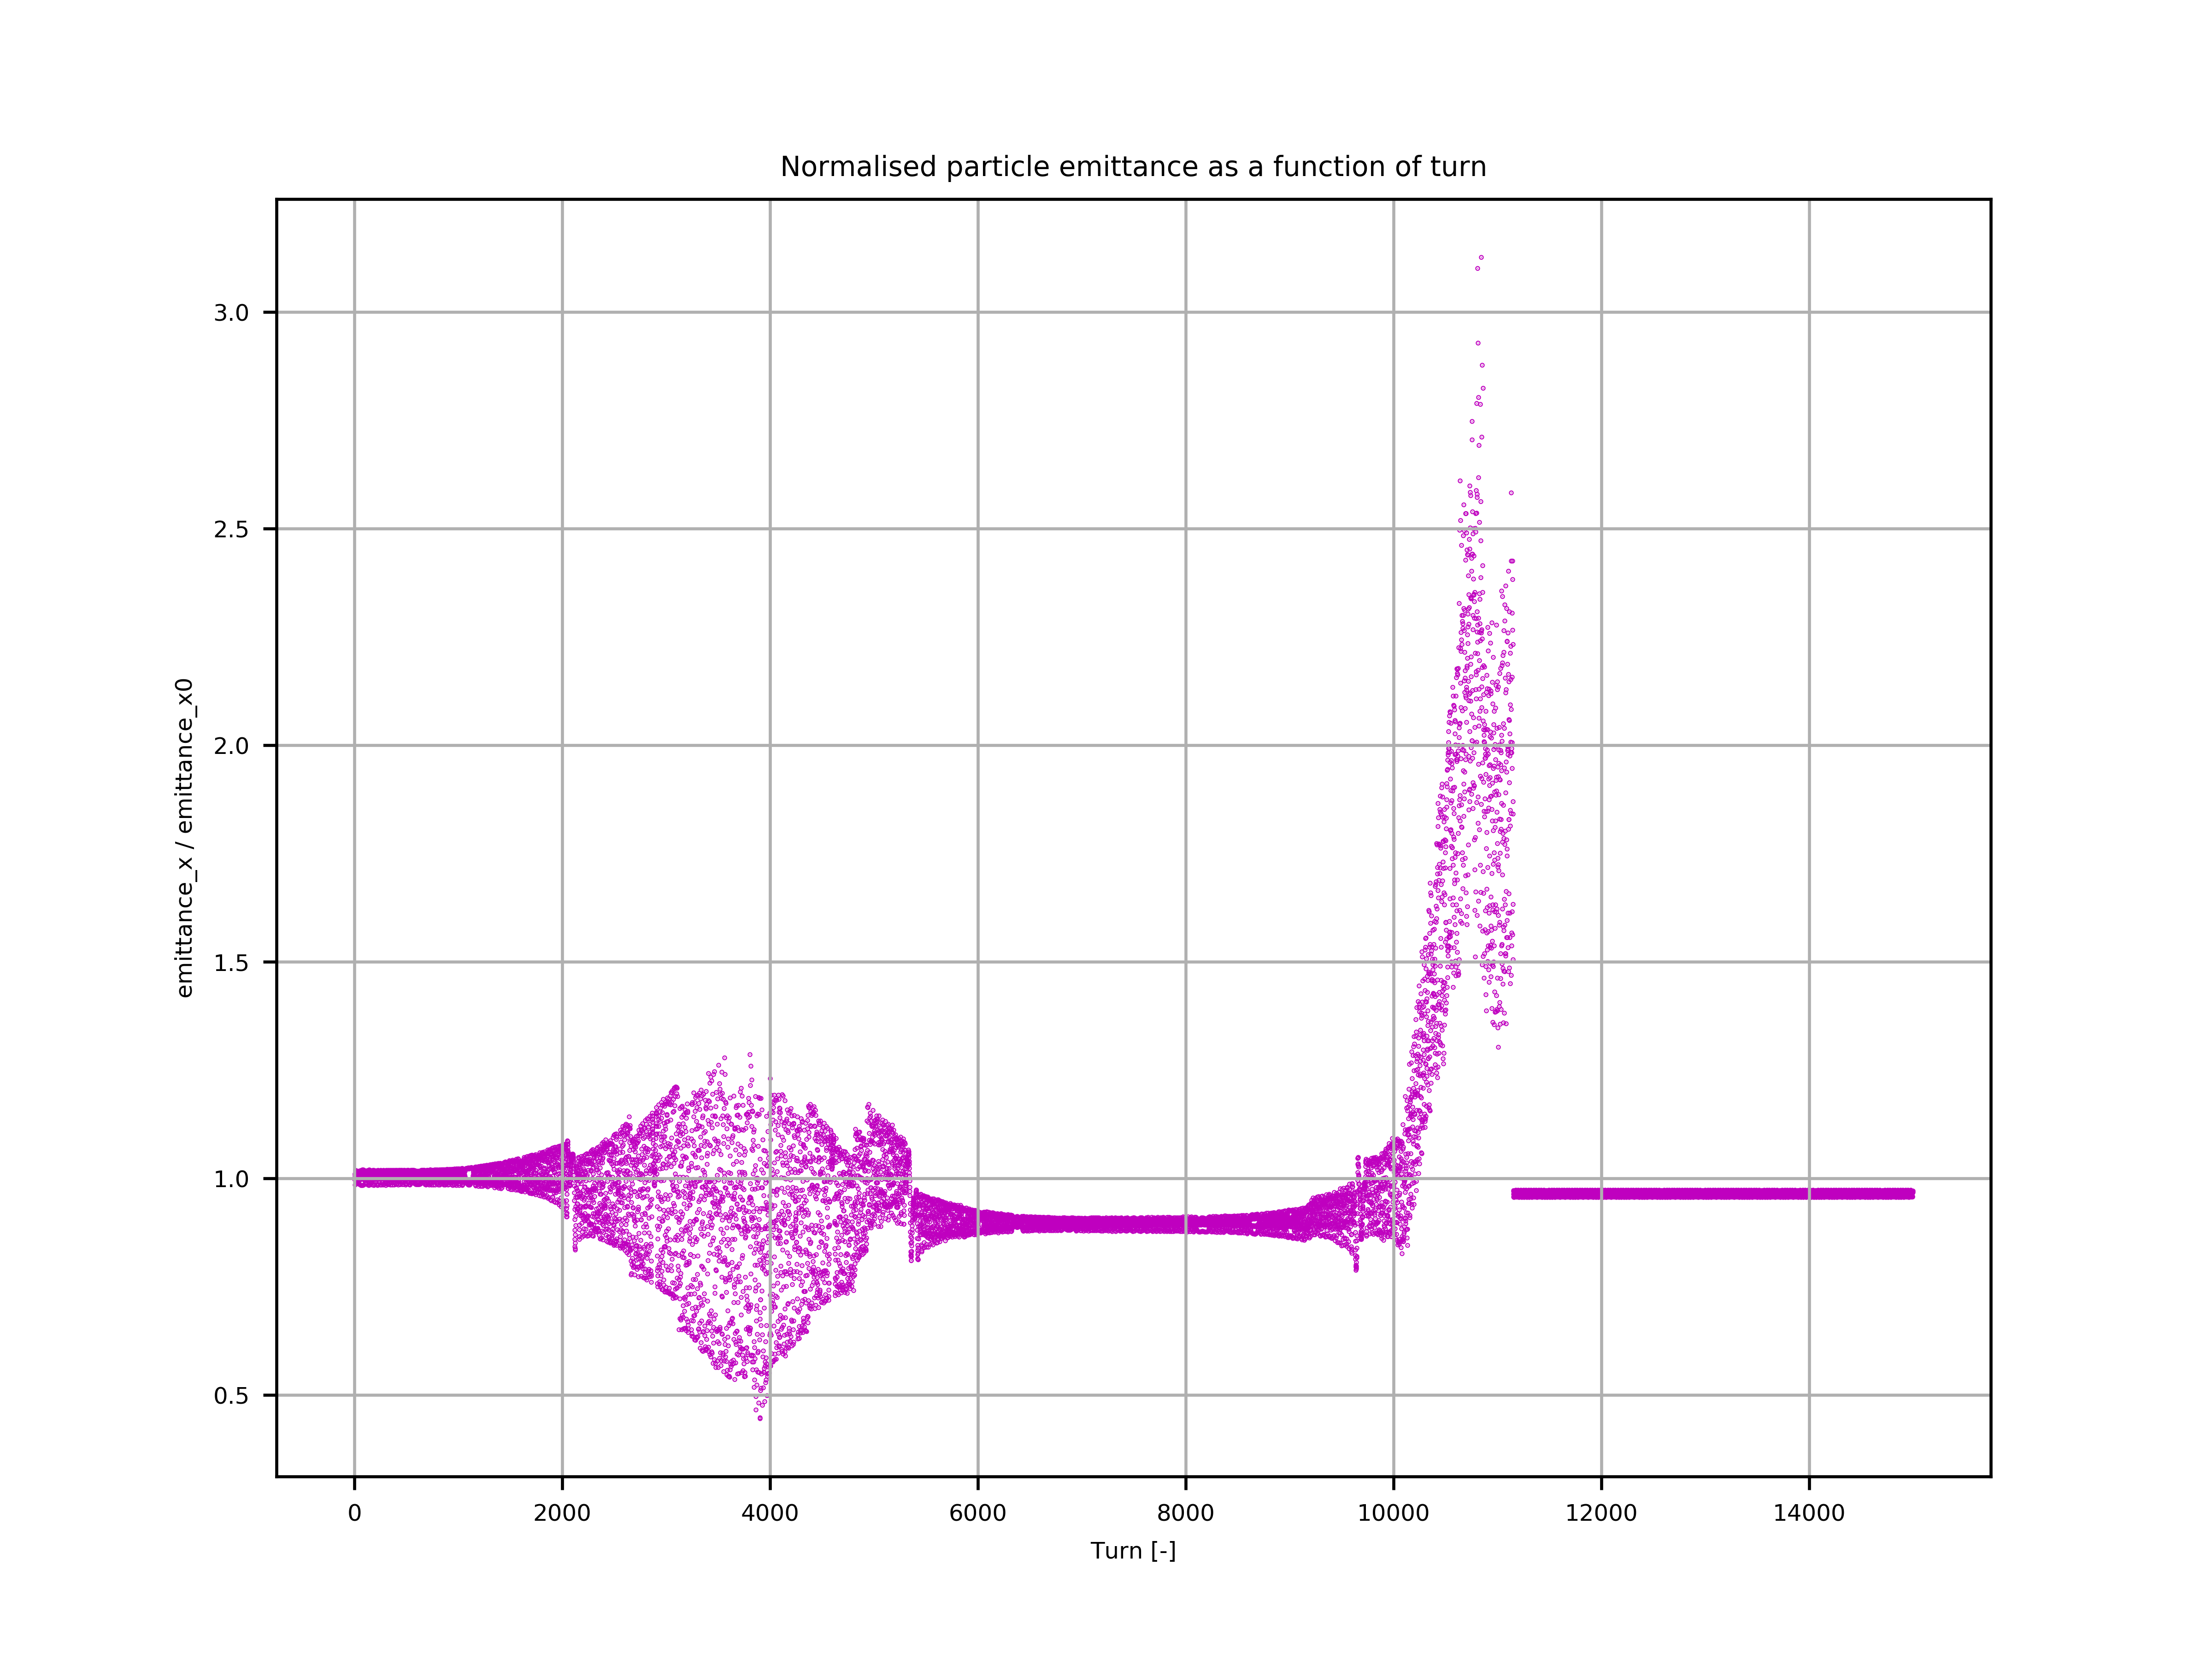 Normalised particle emittance as a function of turn
emittance_x / emittance_x0
3.0
2.5
2.0
1.5
1.0
0.5
0 2000 4000 6000 8000 10000 12000 14000
Turn [-]